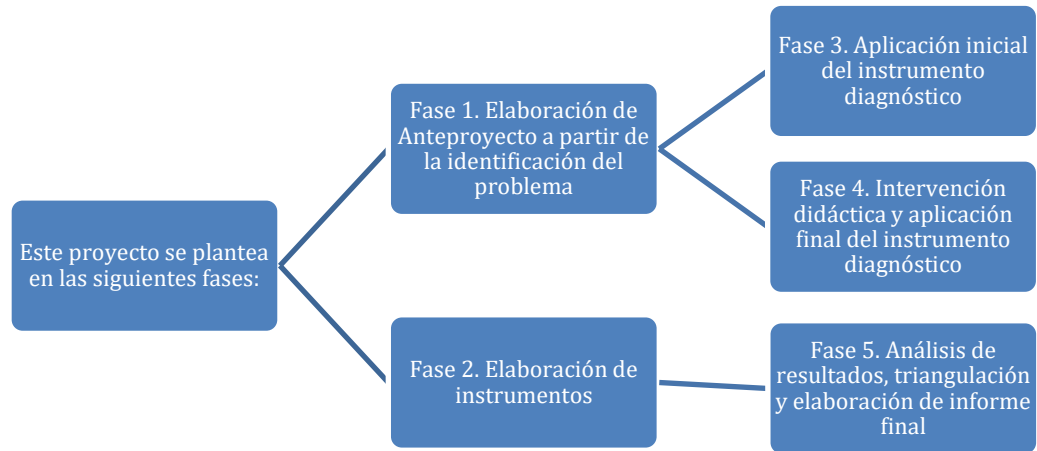 Este proyecto se plantea
en las siguientes fases:
Fase 1. Elaboración de
Anteproyecto a partir de
la identificación del
problema
Fase 3. Aplicación inicial
del instrumento
diagnóstico
Fase 4. Intervención
didáctica y aplicación
final del instrumento
diagnóstico
Fase 2. Elaboración de
instrumentos
Fase 5. Análisis de
resultados, triangulación
y elaboración de informe
final